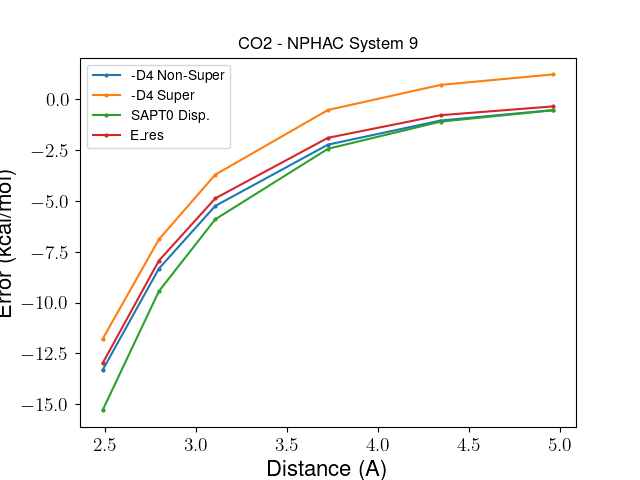 CO2 - NPHAC System 9
-D4 Non-Super
-D4 Super
SAPT0 Disp.
E_res
0.0
−2.5
−5.0
−7.5
−10.0
−12.5
−15.0
Error (kcal/mol)
2.5 3.0 3.5 4.0 4.5 5.0
Distance (A)